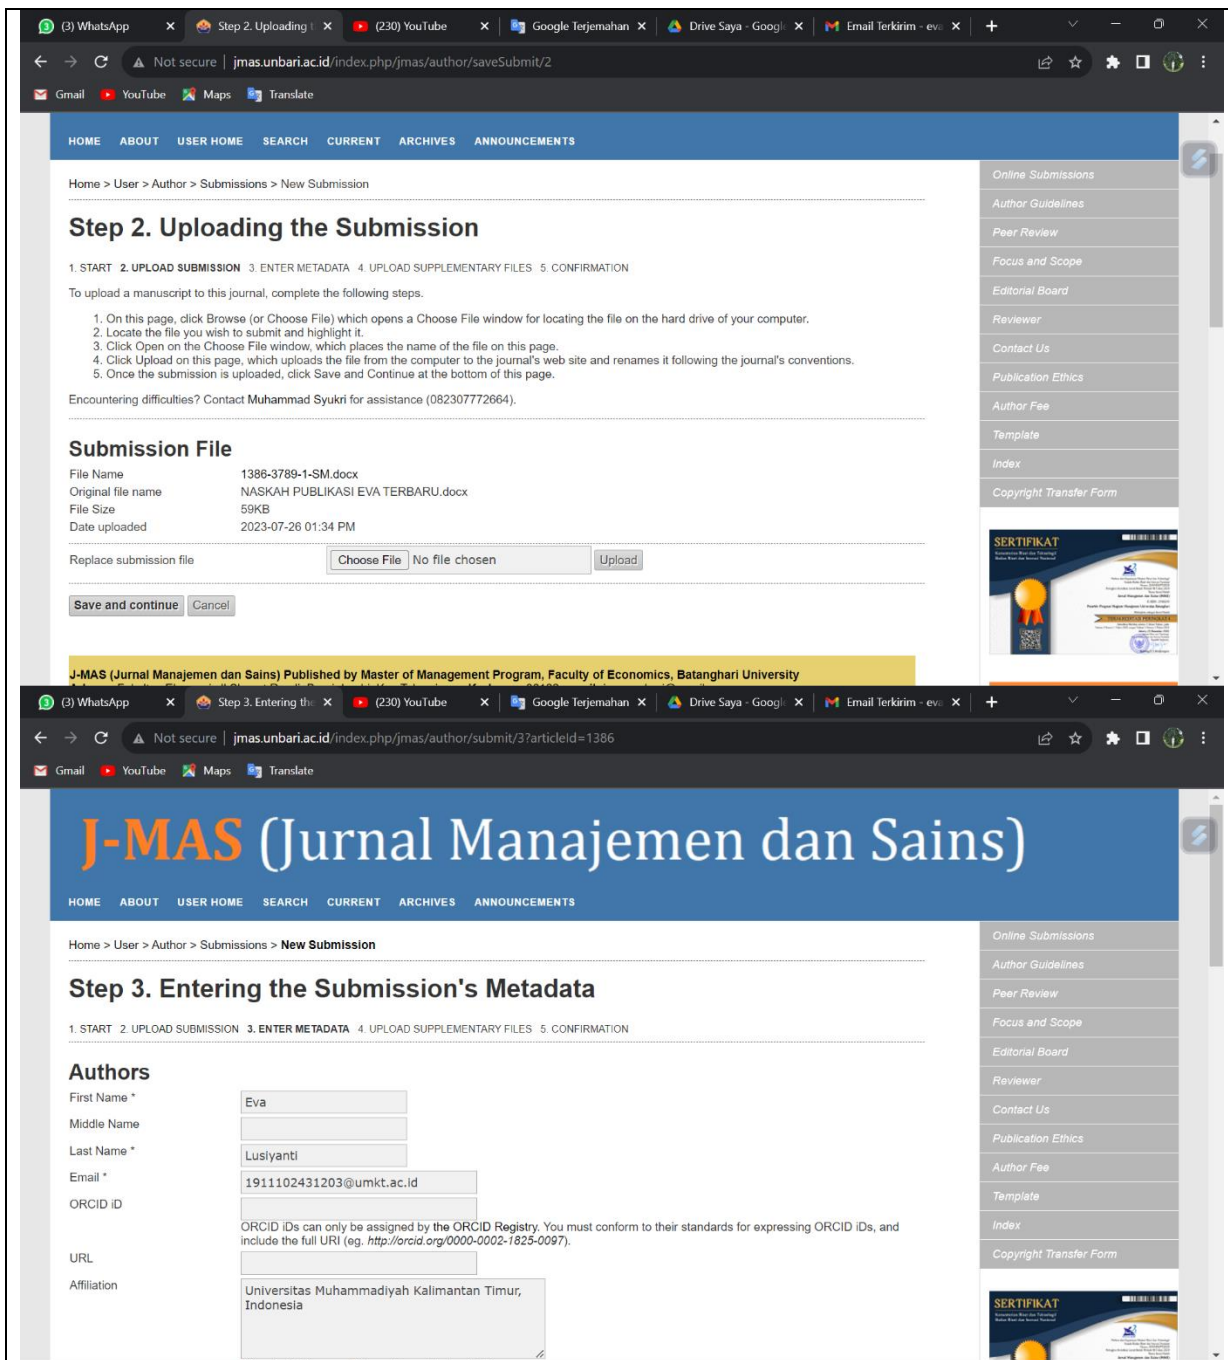 (3) WhatsApp
Step 2. Uploading t
(230) YouTube
Google Terjemahan
Drive Saya - Google
Email Terkirim - eva
Not secure | jmas.unbari.ac.id/index.php/jmas/author/saveSubmit/2
Gmail YouTube Maps Translate
HOME ABOUT USER HOME SEARCH CURRENT ARCHIVES ANNOUNCEMENTS
Home > User > Author > Submissions > New Submission
Step 2. Uploading the Submission
1. START 2. UPLOAD SUBMISSION 3. ENTER METADATA 4. UPLOAD SUPPLEMENTARY FILES 5. CONFIRMATION
To upload a manuscript to this journal, complete the following steps.
1. On this page, click Browse (or Choose File) which opens a Choose File window for locating the file on the hard drive of your computer.
2. Locate the file you wish to submit and highlight it.
3. Click Open on the Choose File window, which places the name of the file on this page.
4. Click Upload on this page, which uploads the file from the computer to the journal's web site and renames it following the journal's conventions.
5. Once the submission is uploaded, click Save and Continue at the bottom of this page.
Encountering difficulties? Contact Muhammad Syukri for assistance (082307772664).
Submission File
File Name 1386-3789-1-SM.docx
Original file name NASKAH PUBLIKASI EVA TERBARU.docx
File Size 59KB
Date uploaded 2023-07-26 01:34 PM
Replace submission file Choose File No file chosen Upload
Save and continue Cancel
J-MAS (Jurnal Manajemen dan Sains) Published by Master of Management Program, Faculty of Economics, Batanghari University
Online Submissions
Author Guidelines
Peer Review
Focus and Scope
Editorial Board
Reviewer
Contact Us
Publication Ethics
Author Fee
Template
Index
Copyright Transfer Form
SERTIFIKAT
(3) WhatsApp
Step 3. Entering the
(230) YouTube
Google Terjemahan
Drive Saya - Google
Email Terkirim - eva
Not secure | jmas.unbari.ac.id/index.php/jmas/author/submit/3?articleId=1386
Gmail YouTube Maps Translate
J-MAS (Jurnal Manajemen dan Sains)
HOME ABOUT USER HOME SEARCH CURRENT ARCHIVES ANNOUNCEMENTS
Home > User > Author > Submissions > New Submission
Step 3. Entering the Submission's Metadata
1. START 2. UPLOAD SUBMISSION 3. ENTER METADATA 4. UPLOAD SUPPLEMENTARY FILES 5. CONFIRMATION
Authors
First Name * Eva
Middle Name
Last Name * Lusiyanti
Email * 1911102431203@umkt.ac.id
ORCID iD
ORCID iDs can only be assigned by the ORCID Registry. You must conform to their standards for expressing ORCID iDs, and
include the full URI (eg. http://orcid.org/0000-0002-1825-0097).
URL
Affiliation Universitas Muhammadiyah Kalimantan Timur,
Indonesia
Online Submissions
Author Guidelines
Peer Review
Focus and Scope
Editorial Board
Reviewer
Contact Us
Publication Ethics
Author Fee
Template
Index
Copyright Transfer Form
SERTIFIKAT